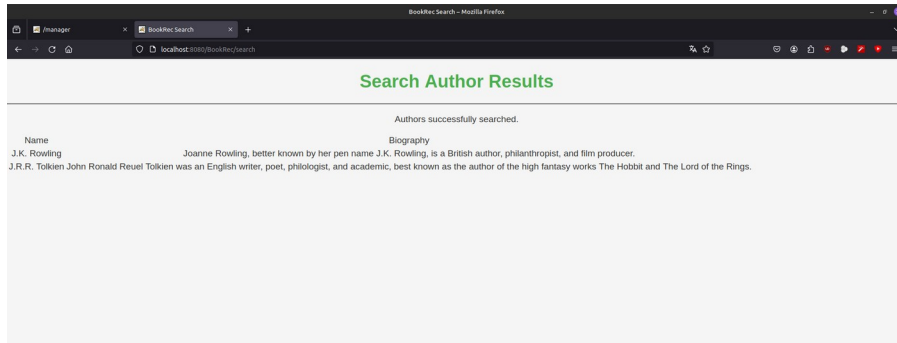 BookRec Search – Mozilla Firefox
/manager
BookRec Search
localhost:8080/BookRec/search
Search Author Results
Authors successfully searched.
Name Biography
J.K. Rowling Joanne Rowling, better known by her pen name J.K. Rowling, is a British author, philanthropist, and film producer.
J.R.R. Tolkien John Ronald Reuel Tolkien was an English writer, poet, philologist, and academic, best known as the author of the high fantasy works The Hobbit and The Lord of the Rings.